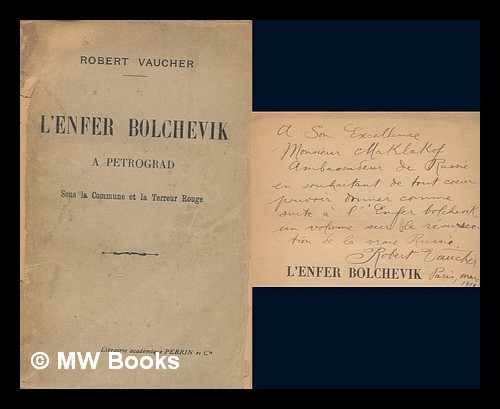 ROBERT VAUCHER
L'ENFER BOLCHEVIK
A PETROGRAD
Sous la Commune et la Terreur Rouge
Librairie académique PERRIN et Cie
A Son Excellence
Monsieur Maklakof
Ambassadeur de Russie
en souhaitant de tout coeur
pouvoir donner comme
suite à l'"Enfer bolchevik
un volume sur la résurrec-
tion de la vraie Russie
Robert Vaucher
L'ENFER BOLCHEVIK
Paris,
1919
© MW Books